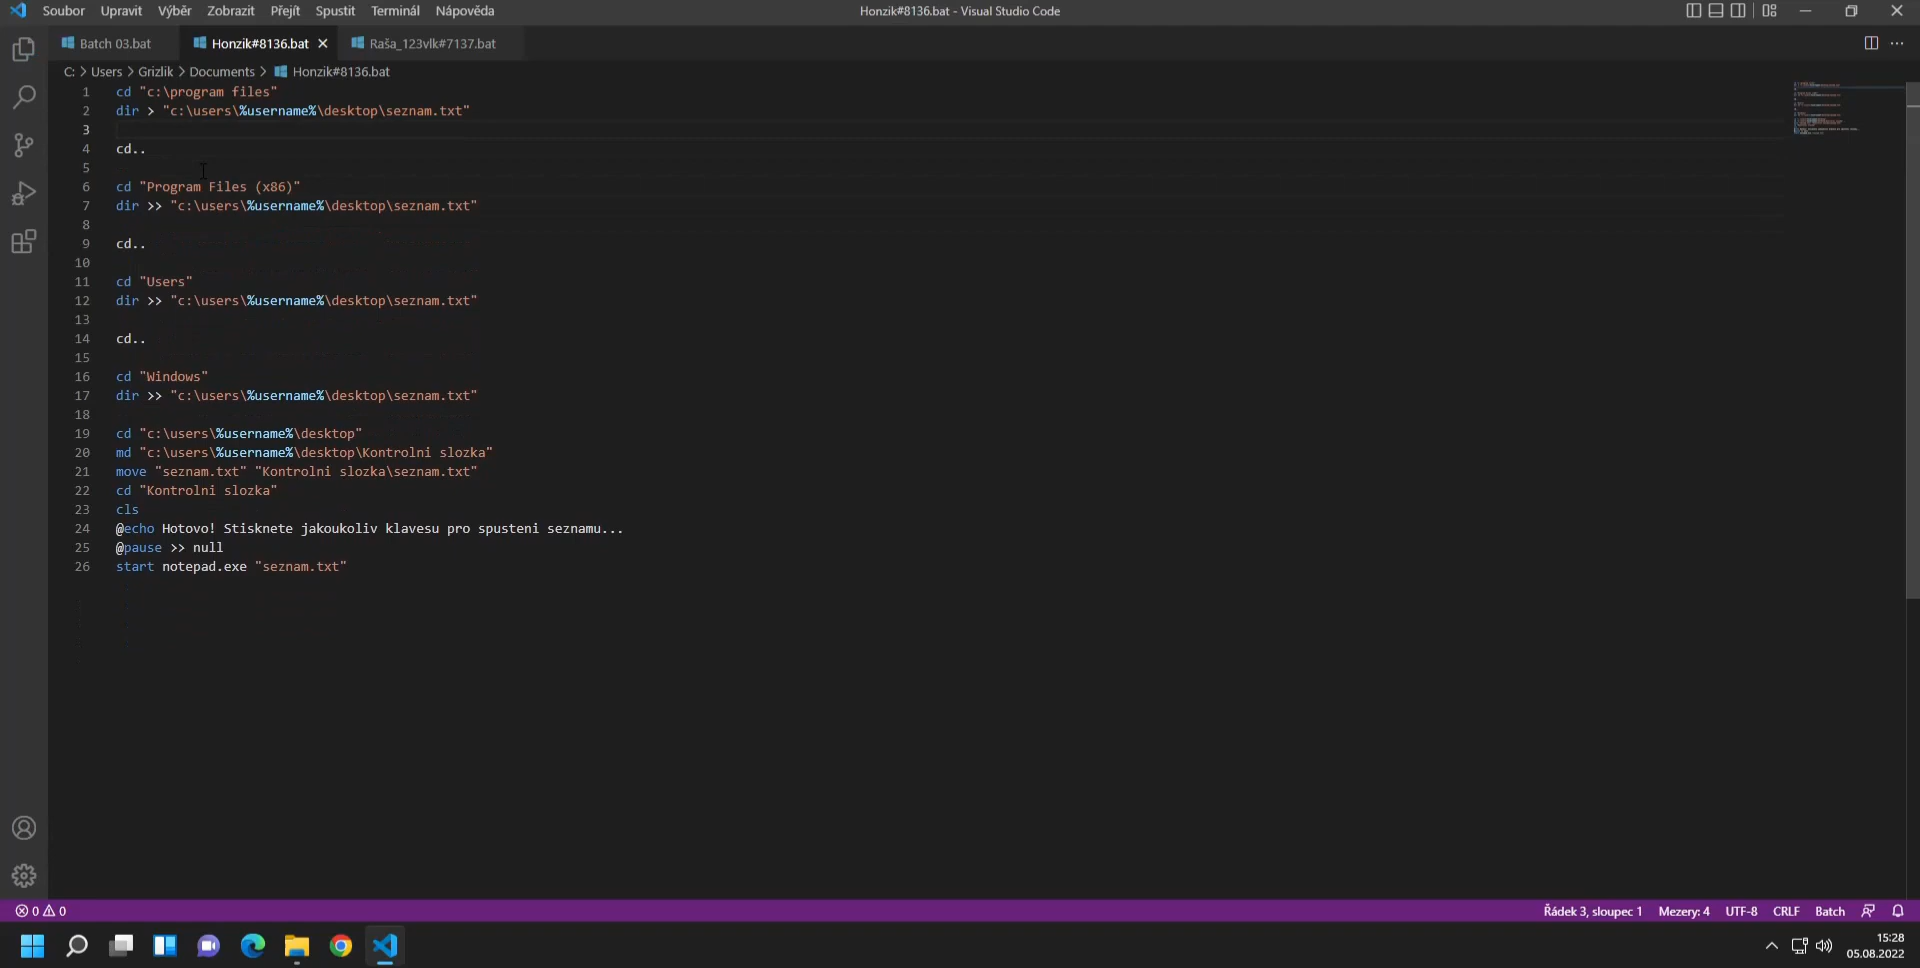 Soubor Upravit Výběr Zobrazit Přejít Spustit Terminál Nápověda Honzik#8136.bat - Visual Studio Code
Batch 03.bat Honzik#8136.bat Raša_123vlk#7137.bat
C: > Users > Grizlik > Documents > Honzik#8136.bat
1 cd "c:\program files"
2 dir > "c:\users\%username%\desktop\seznam.txt"
3
4 cd..
5
6 cd "Program Files (x86)"
7 dir >> "c:\users\%username%\desktop\seznam.txt"
8
9 cd..
10
11 cd "Users"
12 dir >> "c:\users\%username%\desktop\seznam.txt"
13
14 cd..
15
16 cd "Windows"
17 dir >> "c:\users\%username%\desktop\seznam.txt"
18
19 cd "c:\users\%username%\desktop"
20 md "c:\users\%username%\desktop\Kontrolni slozka"
21 move "seznam.txt" "Kontrolni slozka\seznam.txt"
22 cd "Kontrolni slozka"
23 cls
24 @echo Hotovo! Stisknete jakoukoliv klavesu pro spusteni seznamu...
25 @pause >> null
26 start notepad.exe "seznam.txt"
0 0 Řádek 3, sloupec 1 Mezery: 4 UTF-8 CRLF Batch
15:28
05.08.2022